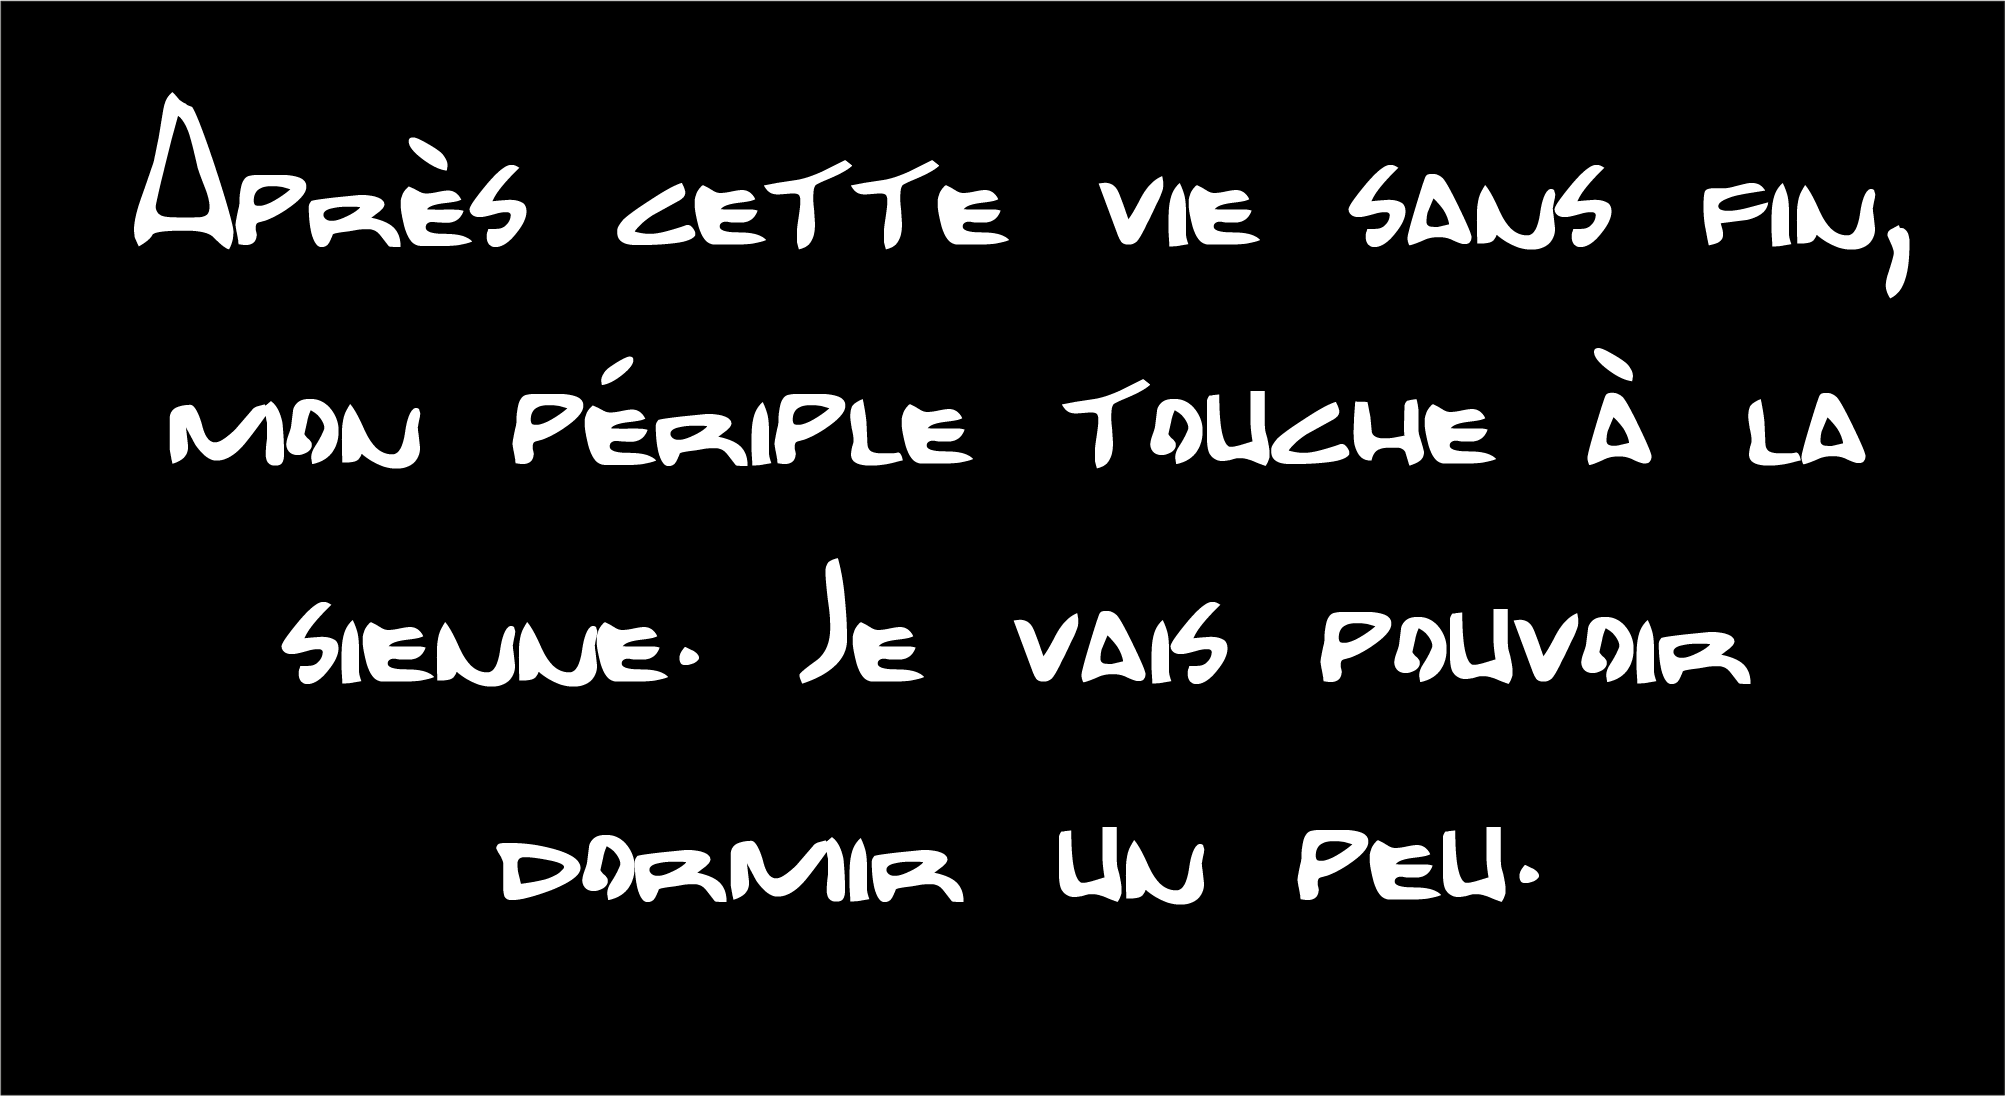 Après cette vie sans fin,
mon périple touche à la
sienne. Je vais pouvoir
dormir un peu.